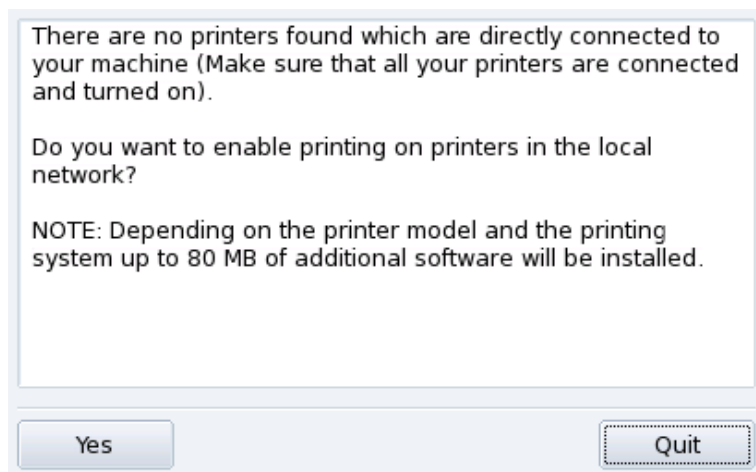 There are no printers found which are directly connected to
your machine (Make sure that all your printers are connected
and turned on).
Do you want to enable printing on printers in the local
network?
NOTE: Depending on the printer model and the printing
system up to 80 MB of additional software will be installed.
Yes
Quit